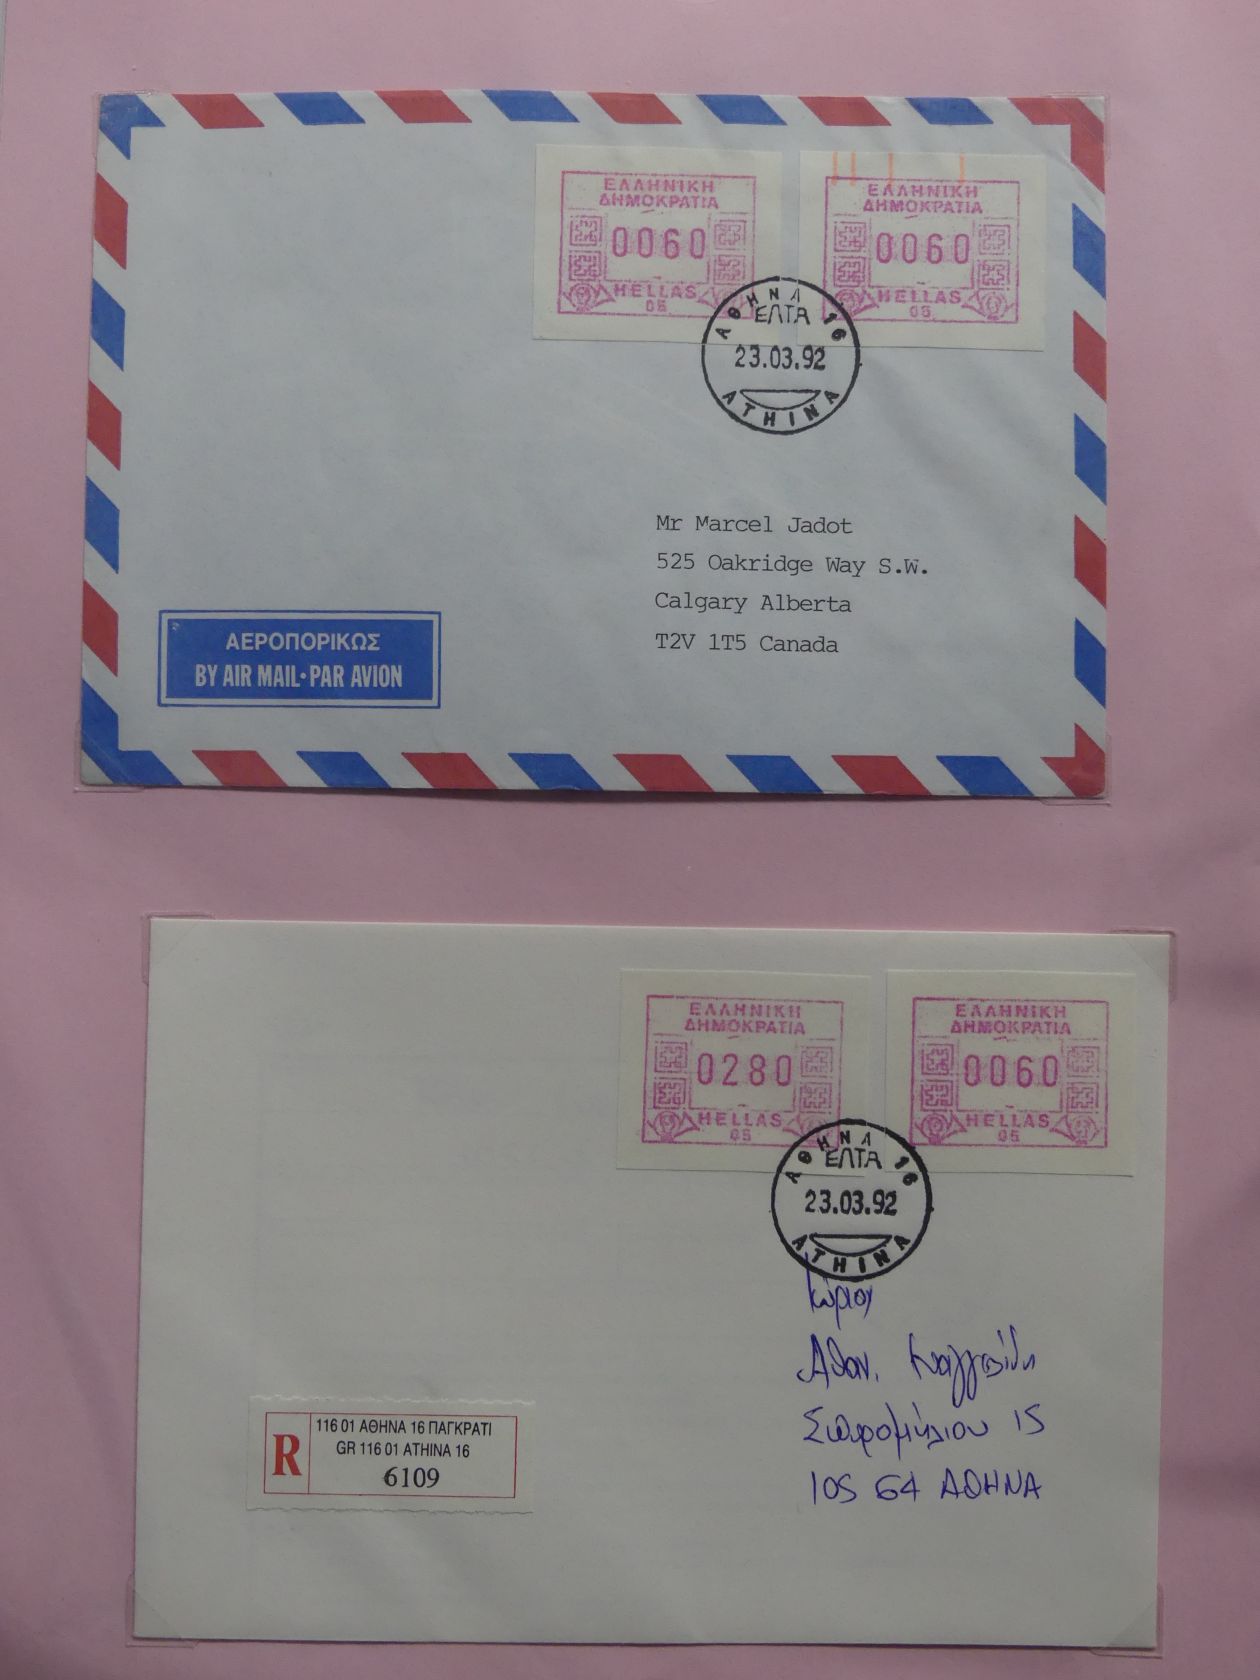 ΕΛΛΗΝΙΚΗ
ΔΗΜΟΚΡΑΤΙΑ
0060
HELLAS
05
ΕΛΛΗΝΙΚΗ
ΔΗΜΟΚΡΑΤΙΑ
0060
HELLAS
05
ΑΘΗΝΑ 16
ΕΛΤΑ
23.03.92
ATHINA
Mr Marcel Jadot
525 Oakridge Way S.W.
Calgary Alberta
T2V 1T5 Canada
ΑΕΡΟΠΟΡΙΚΩΣ
BY AIR MAIL•PAR AVION
ΕΛΛΗΝΙΚΗ
ΔΗΜΟΚΡΑΤΙΑ
0280
HELLAS
05
ΕΛΛΗΝΙΚΗ
ΔΗΜΟΚΡΑΤΙΑ
0060
HELLAS
05
ΑΘΗΝΑ 16
ΕΛΤΑ
23.03.92
ATHINA
Κύριον
Αθαν.
Σπυρομήλιου 15
105 64 ΑΘΗΝΑ
R
116 01 ΑΘΗΝΑ 16 ΠΑΓΚΡΑΤΙ
GR 116 01 ATHINA 16
6109